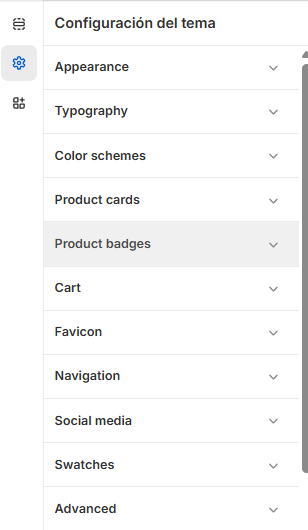 Configuración del tema
Appearance
Typography
Color schemes
Product cards
Product badges
Cart
Favicon
Navigation
Social media
Swatches
Advanced